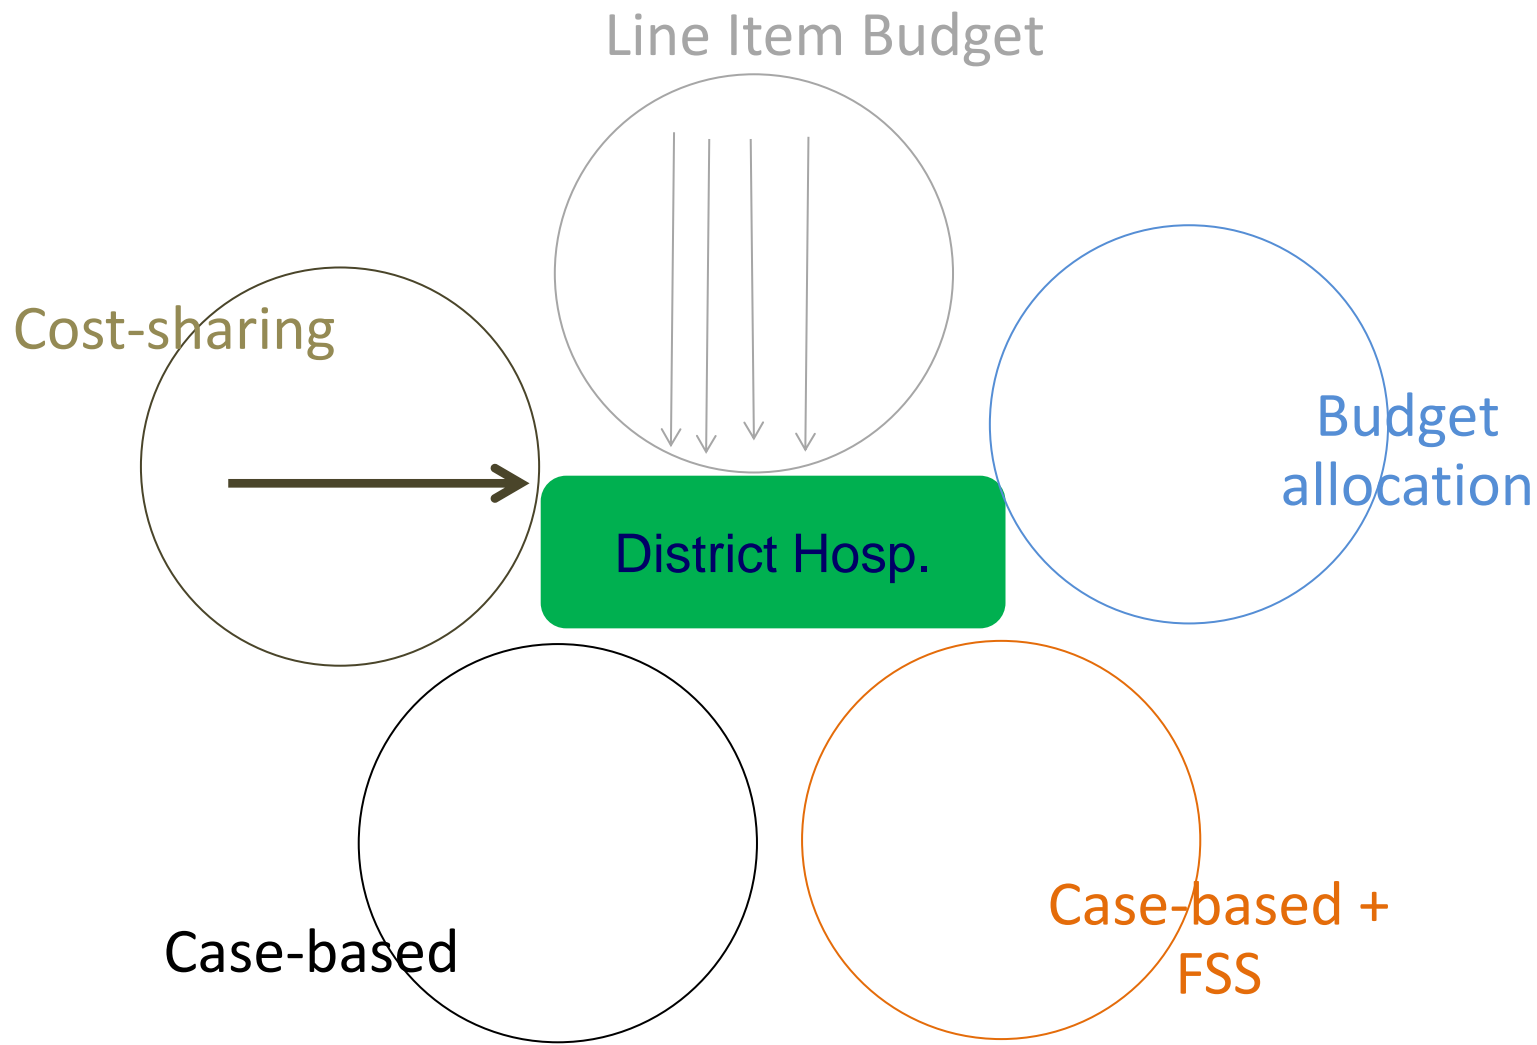 Line Item Budget
Cost-sharing
Budget
allocation
District Hosp.
Case-based
Case-based +
FSS